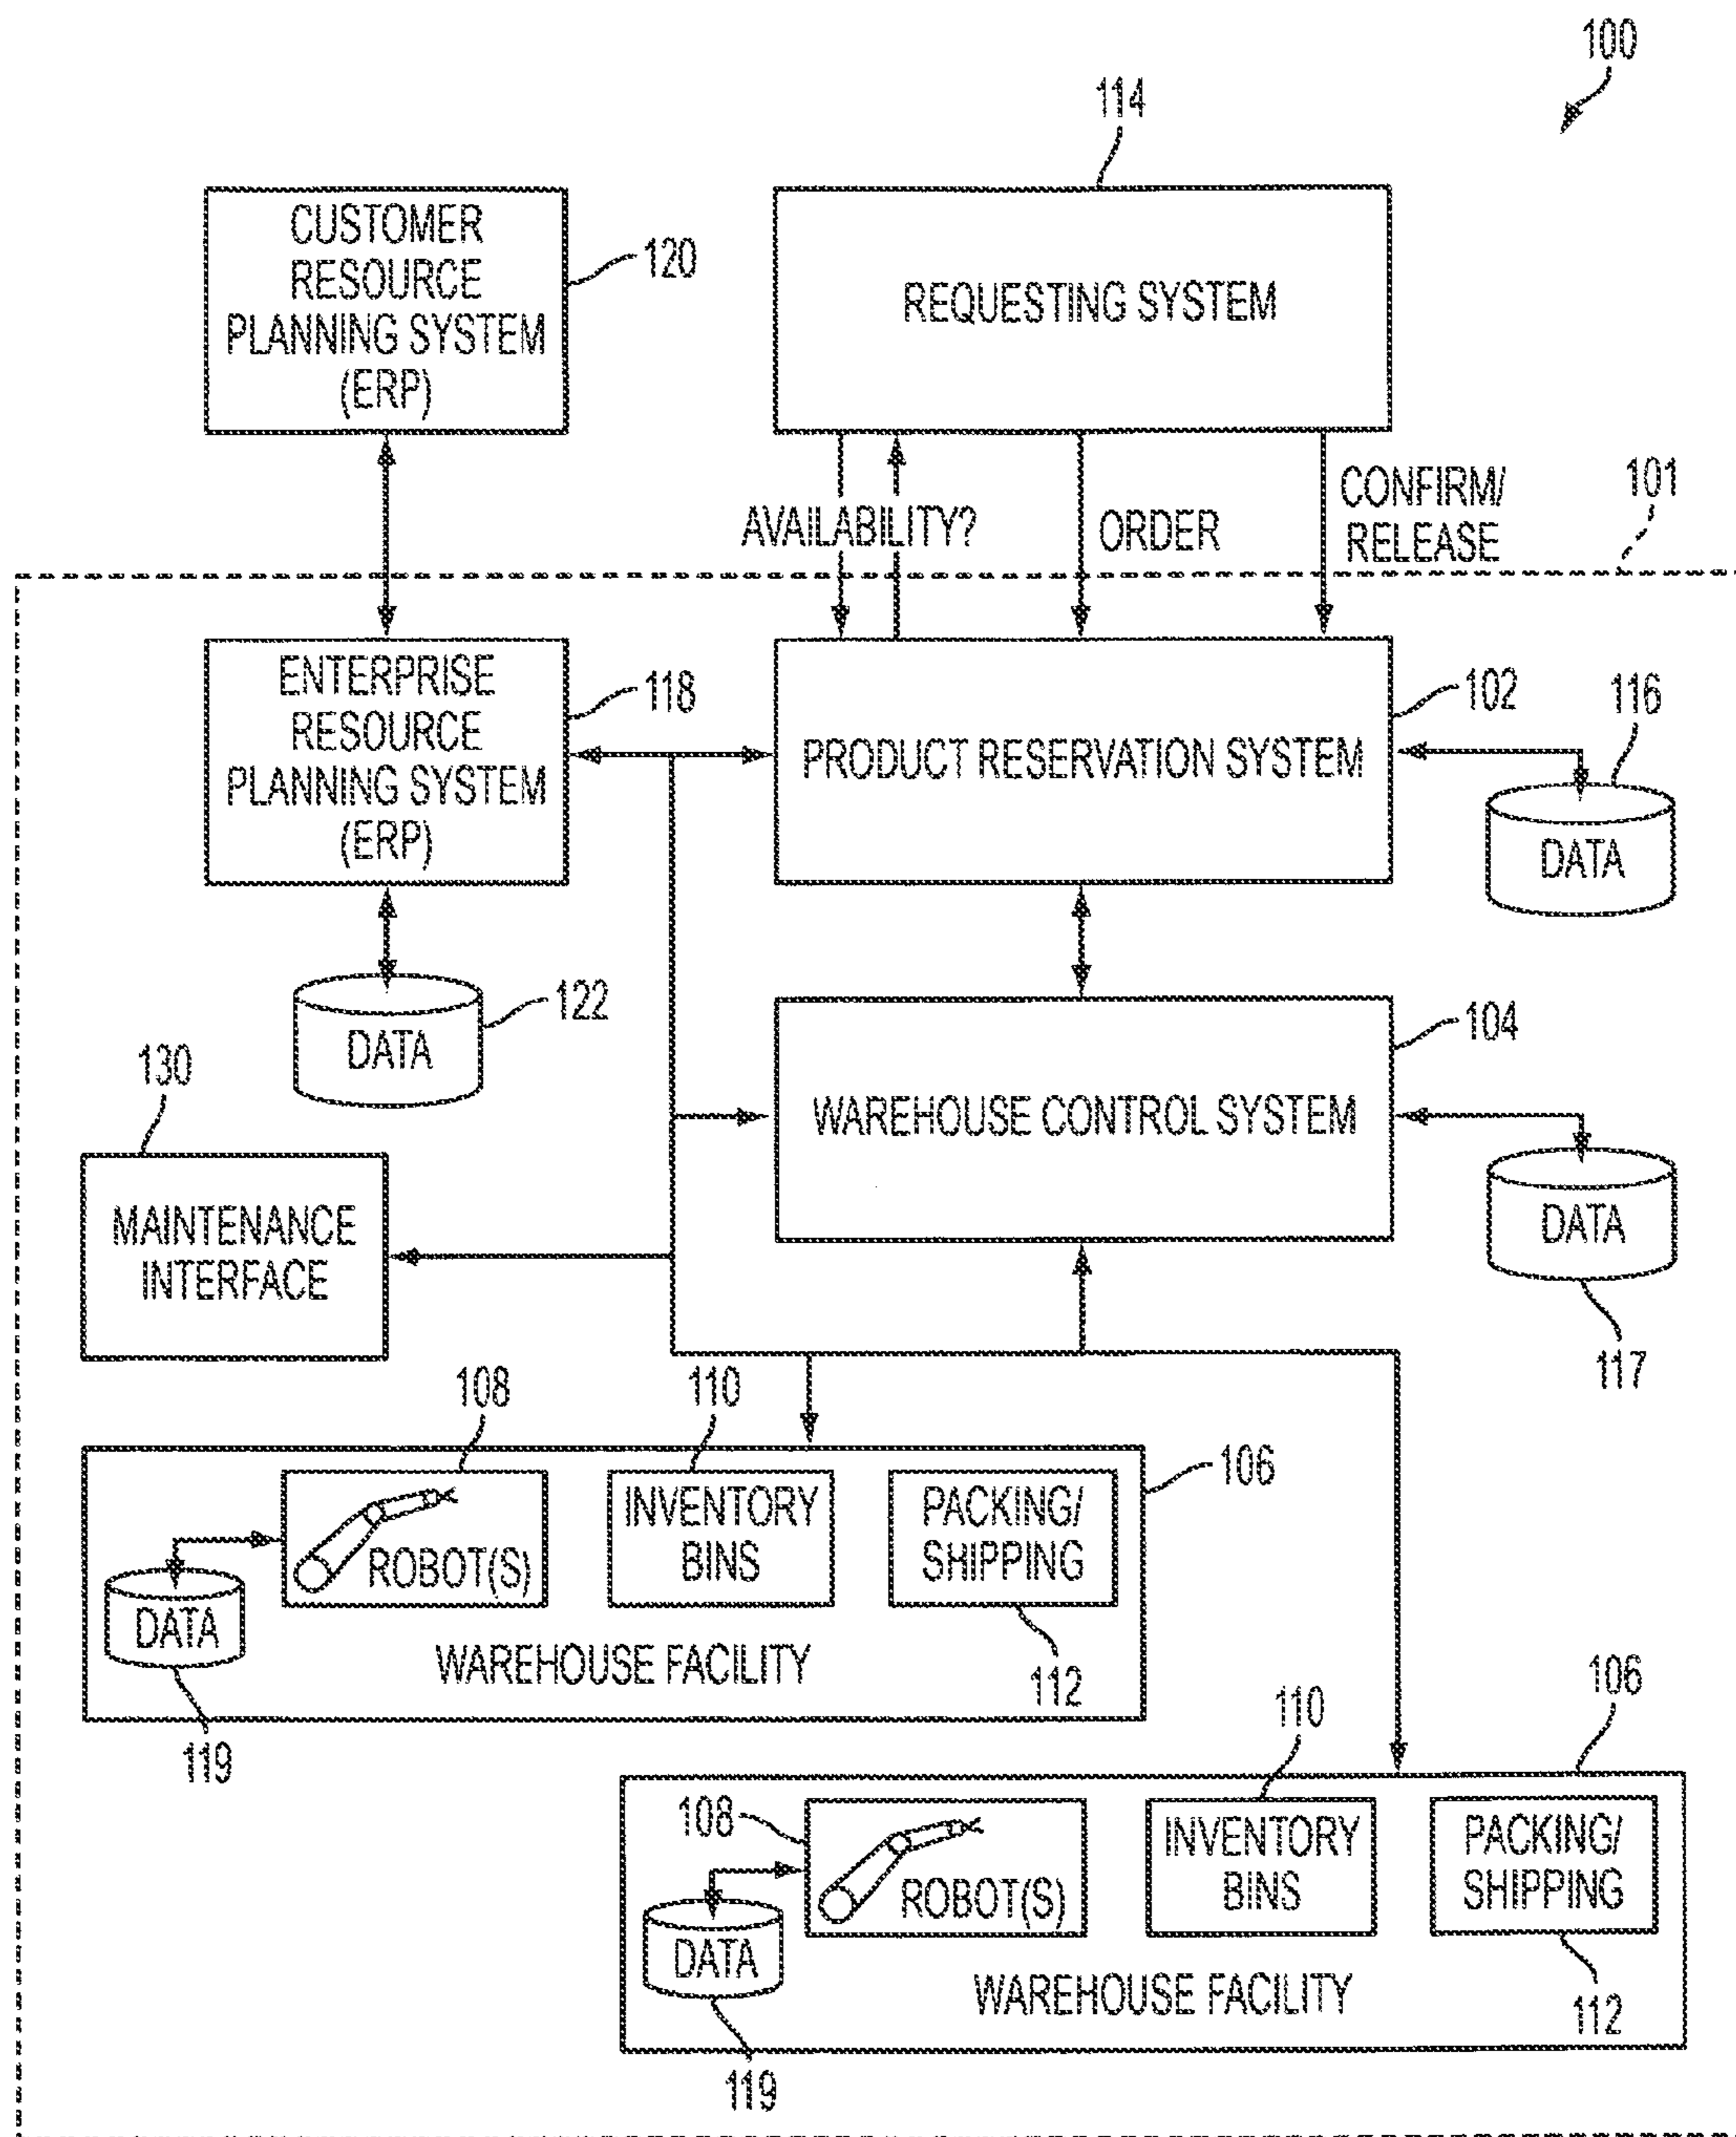 100
114
CUSTOMER
RESOURCE
PLANNING SYSTEM
(ERP)
120
REQUESTING SYSTEM
AVAILABILITY?
ORDER
CONFIRM/
RELEASE
101
ENTERPRISE
RESOURCE
PLANNING SYSTEM
(ERP)
118
PRODUCT RESERVATION SYSTEM
102
116
DATA
DATA
122
WAREHOUSE CONTROL SYSTEM
104
DATA
117
130
MAINTENANCE
INTERFACE
108
110
106
ROBOT(S)
INVENTORY
BINS
PACKING/
SHIPPING
DATA
WAREHOUSE FACILITY
112
119
110
106
108
ROBOT(S)
INVENTORY
BINS
PACKING/
SHIPPING
DATA
WAREHOUSE FACILITY
112
119